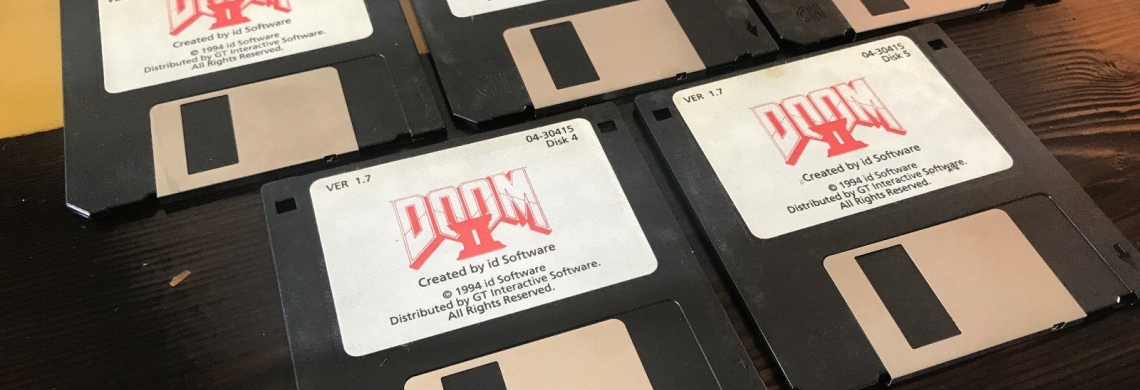 DOOM
II
Created by id Software
© 1994 id Software
Distributed by GT Interactive Software.
All Rights Reserved.
VER 1.7
04-30415
Disk 4
DOOM
II
Created by id Software
© 1994 id Software
Distributed by GT Interactive Software.
All Rights Reserved.
VER 1.7
04-30415
Disk 5
DOOM
II
Created by id Software
© 1994 id Software
Distributed by GT Interactive Software.
All Rights Reserved.